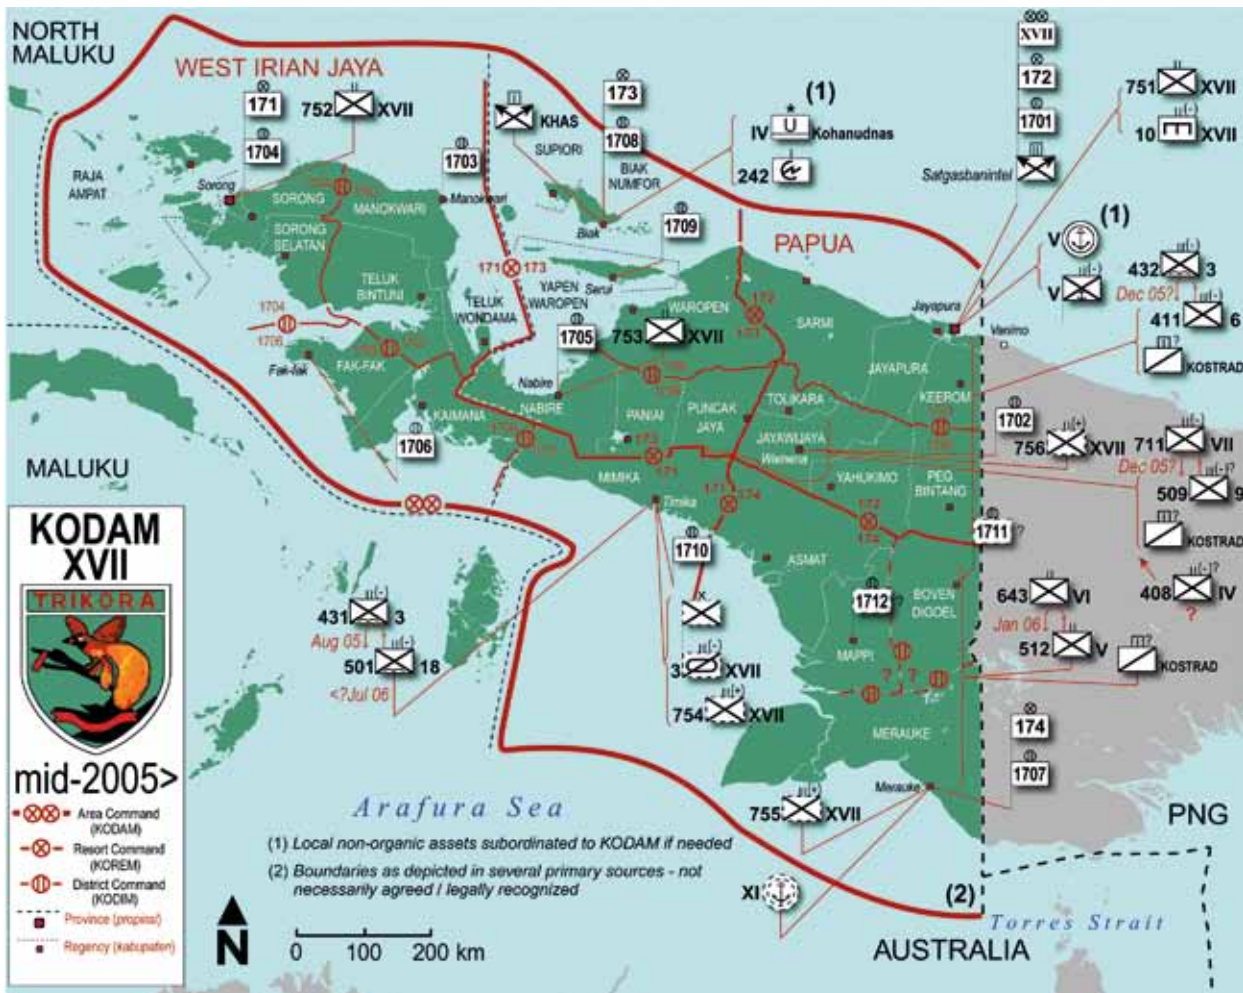 NORTH
MALUKU
WEST IRIAN JAYA
171
752 XVII
1704
1703
KHAS
SUPIORI
173
1708
BIAK
NUMFOR
(1)
IV U Kohanudnas
242
XVII
172
1701
Satgasbanintel
751 XVII
10 XVII
RAJA
AMPAT
Sorong
SORONG
MANOKWARI
Manokwari
SORONG
SELATAN
TELUK
BINTUNI
TELUK
WONDAMA
171 173
Biak
1709
PAPUA
YAPEN
WAROPEN
Serui
WAROPEN
SARMI
Jayapura
Vanimo
V (1)
V
432 3
Dec 05?
411 6
KOSTRAD
1704
1706
Fak-fak
FAK-FAK
KAIMANA
1706
1705
753 XVII
Nabire
NABIRE
PANIAI
PUNCAK
JAYA
TOLIKARA
JAYAPURA
KEEROM
JAYAWIJAYA
Wamena
YAHUKIMO
PEG
BINTANG
1702
756 XVII
711 VII
Dec 05?
509 9
KOSTRAD
408 IV
?
173
171
MIMIKA
Timika
171 174
172
174
1711 ?
MALUKU
1710
ASMAT
1712 ?
BOVEN
DIGOEL
MAPPI
? ?
643 VI
Jan 06
512 V
KOSTRAD
431 3
Aug 05
501 18
<?Jul 06
XVII
754 XVII
MERAUKE
Merauke
174
1707
755 XVII
XI
PNG
KODAM
XVII
TRIKORA
mid-2005>
Area Command
(KODAM)
Resort Command
(KOREM)
District Command
(KODIM)
Province (propinsi)
Regency (kabupaten)
Arafura Sea
(1) Local non-organic assets subordinated to KODAM if needed
(2) Boundaries as depicted in several primary sources - not
necessarily agreed / legally recognized
(2)
N
0 100 200 km
AUSTRALIA
Torres Strait